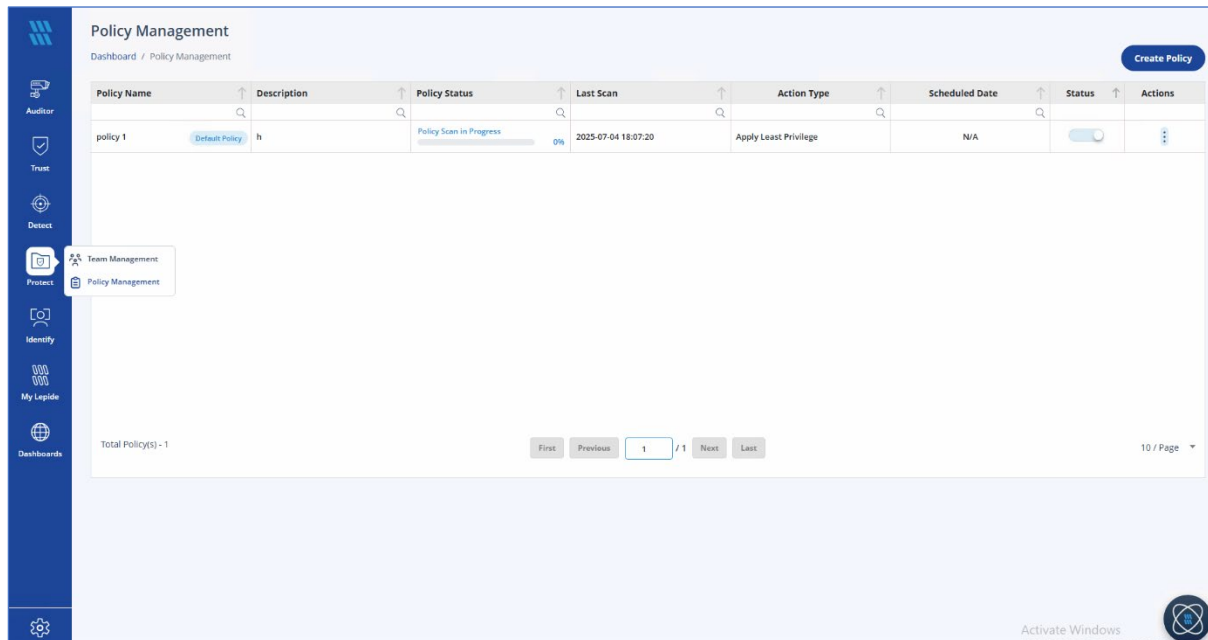 Policy Management
Dashboard / Policy Management
Create Policy
Policy Name Description Policy Status Last Scan Action Type Scheduled Date Status Actions
policy 1 Default Policy h Policy Scan in Progress 0% 2025-07-04 18:07:20 Apply Least Privilege N/A
Auditor
Trust
Detect
Protect
Team Management
Policy Management
Identify
My Lepide
Dashboards
Total Policy(s) - 1 First Previous 1 / 1 Next Last 10 / Page
Activate Windows